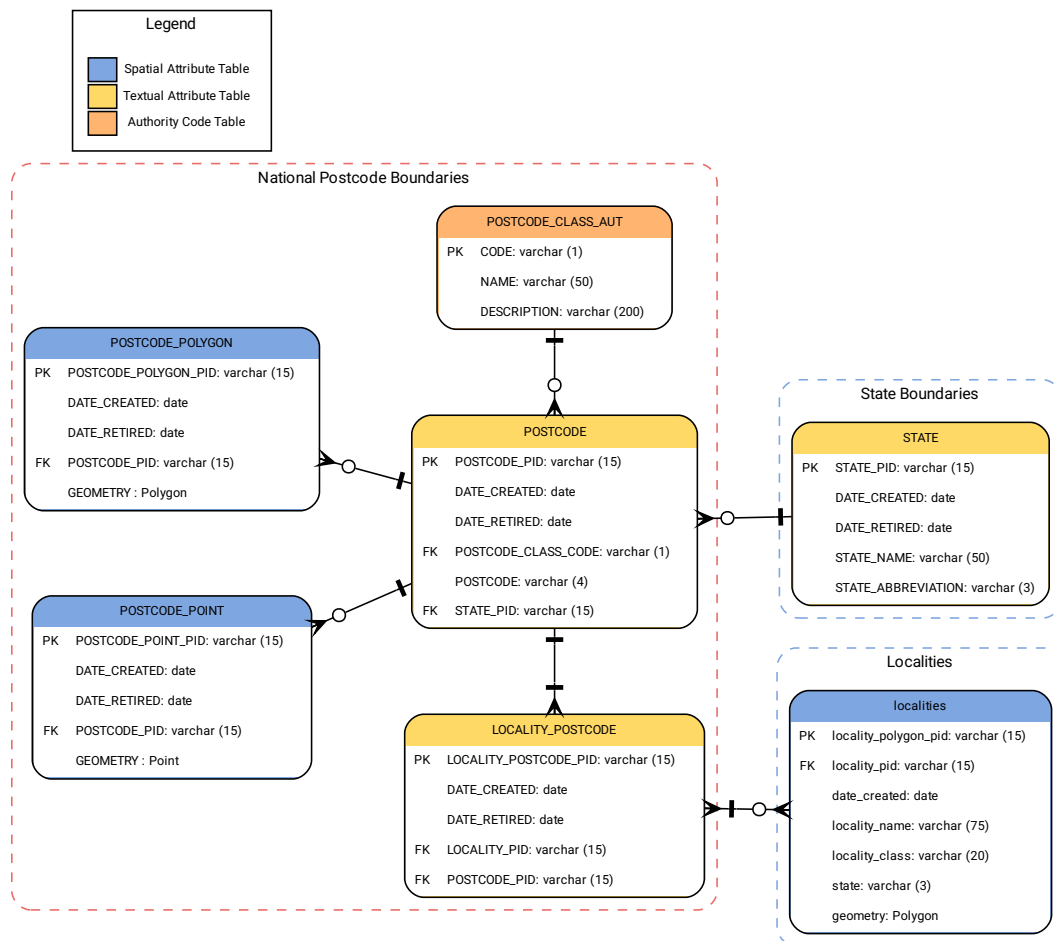 Legend
Spatial Attribute Table
Textual Attribute Table
Authority Code Table
National Postcode Boundaries
POSTCODE_CLASS_AUT
PK CODE: varchar (1)
NAME: varchar (50)
DESCRIPTION: varchar (200)
POSTCODE_POLYGON
PK POSTCODE_POLYGON_PID: varchar (15)
DATE_CREATED: date
DATE_RETIRED: date
FK POSTCODE_PID: varchar (15)
GEOMETRY : Polygon
POSTCODE
PK POSTCODE_PID: varchar (15)
DATE_CREATED: date
DATE_RETIRED: date
FK POSTCODE_CLASS_CODE: varchar (1)
POSTCODE: varchar (4)
FK STATE_PID: varchar (15)
State Boundaries
STATE
PK STATE_PID: varchar (15)
DATE_CREATED: date
DATE_RETIRED: date
STATE_NAME: varchar (50)
STATE_ABBREVIATION: varchar (3)
POSTCODE_POINT
PK POSTCODE_POINT_PID: varchar (15)
DATE_CREATED: date
DATE_RETIRED: date
FK POSTCODE_PID: varchar (15)
GEOMETRY : Point
LOCALITY_POSTCODE
PK LOCALITY_POSTCODE_PID: varchar (15)
DATE_CREATED: date
DATE_RETIRED: date
FK LOCALITY_PID: varchar (15)
FK POSTCODE_PID: varchar (15)
Localities
localities
PK locality_polygon_pid: varchar (15)
FK locality_pid: varchar (15)
date_created: date
locality_name: varchar (75)
locality_class: varchar (20)
state: varchar (3)
geometry: Polygon